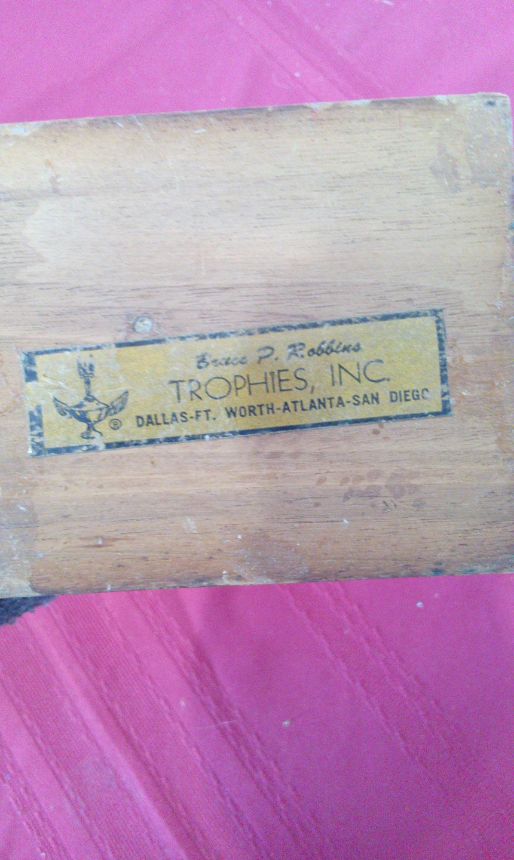 Bruce P. Robbins
TROPHIES, INC.
®
DALLAS-FT. WORTH-ATLANTA-SAN DIEGO